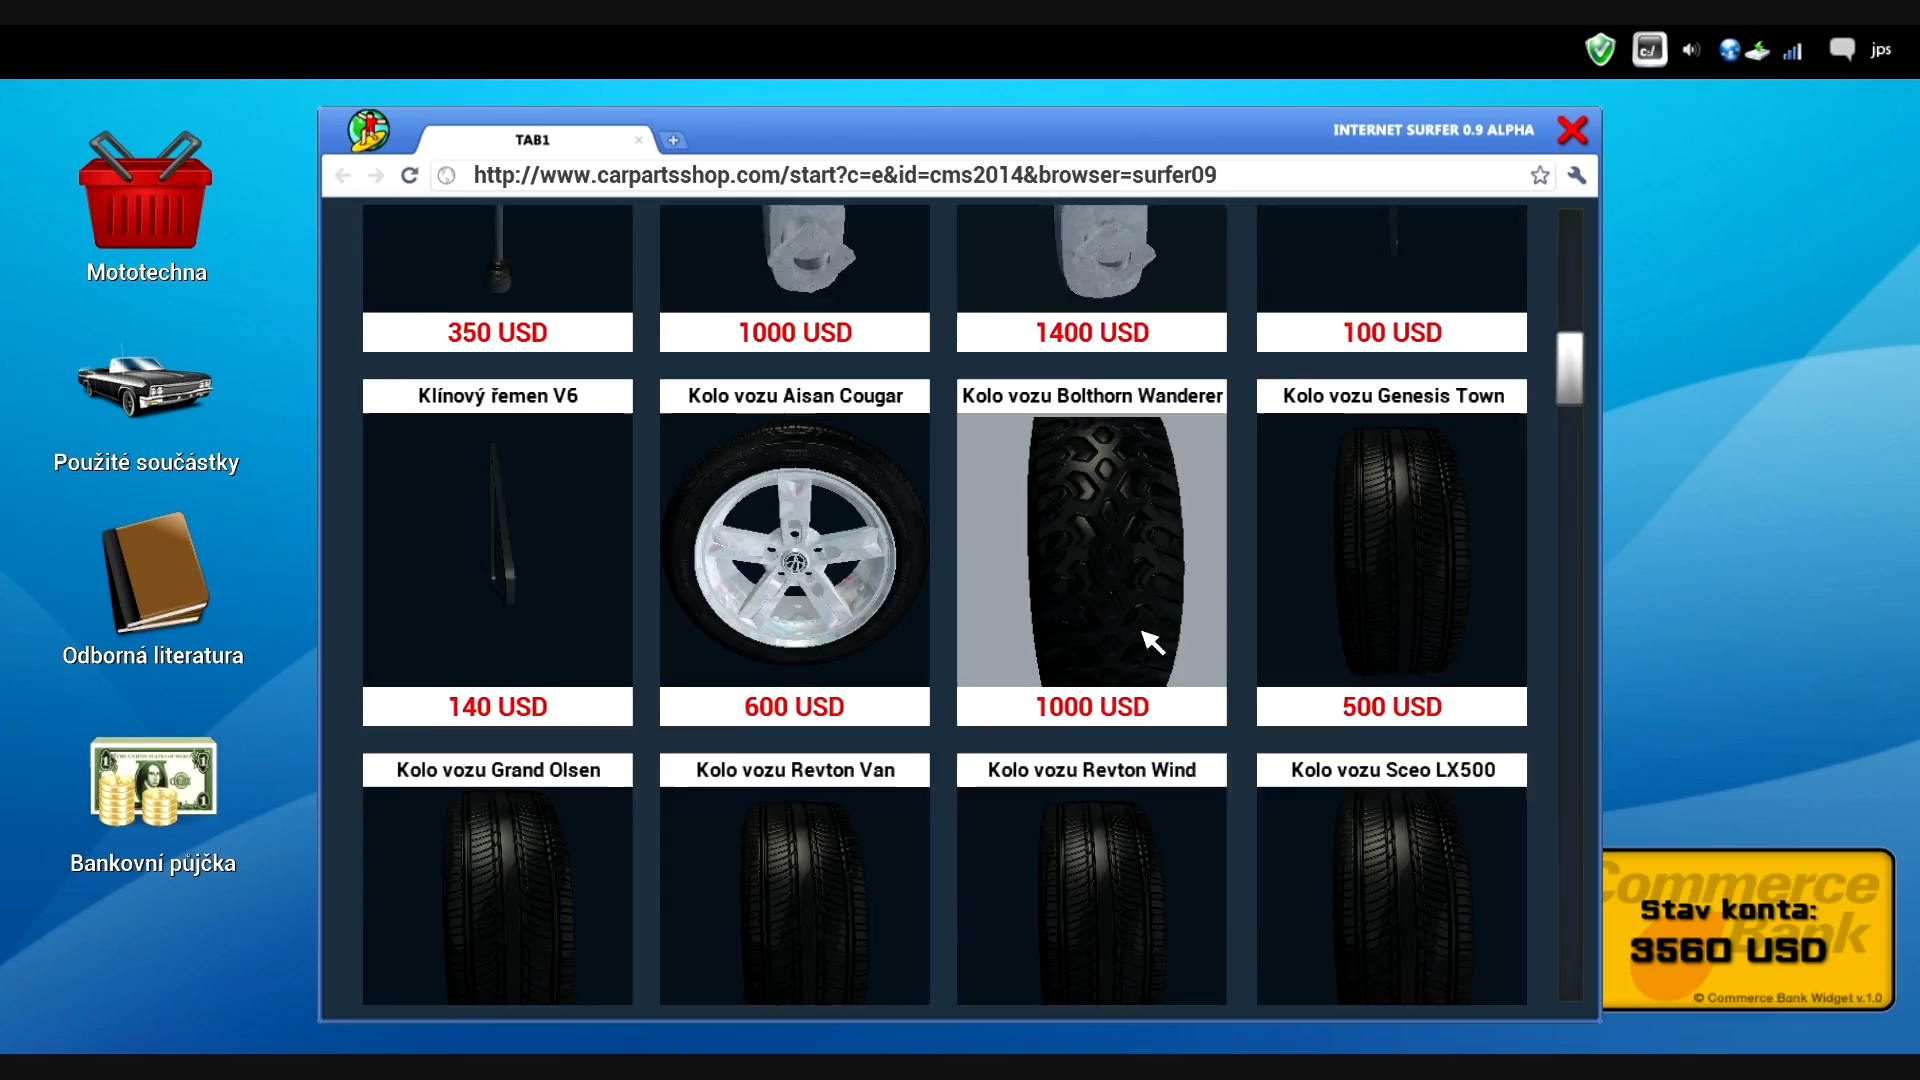 jps
TAB1
INTERNET SURFER 0.9 ALPHA
http://www.carpartsshop.com/start?c=e&id=cms2014&browser=surfer09
Mototechna
Použité součástky
Odborná literatura
Bankovní půjčka
350 USD
1000 USD
1400 USD
100 USD
Klínový řemen V6
Kolo vozu Aisan Cougar
Kolo vozu Bolthorn Wanderer
Kolo vozu Genesis Town
140 USD
600 USD
1000 USD
500 USD
Kolo vozu Grand Olsen
Kolo vozu Revton Van
Kolo vozu Revton Wind
Kolo vozu Sceo LX500
Commerce
Bank
Stav konta:
3560 USD
© Commerce Bank Widget v.1.0